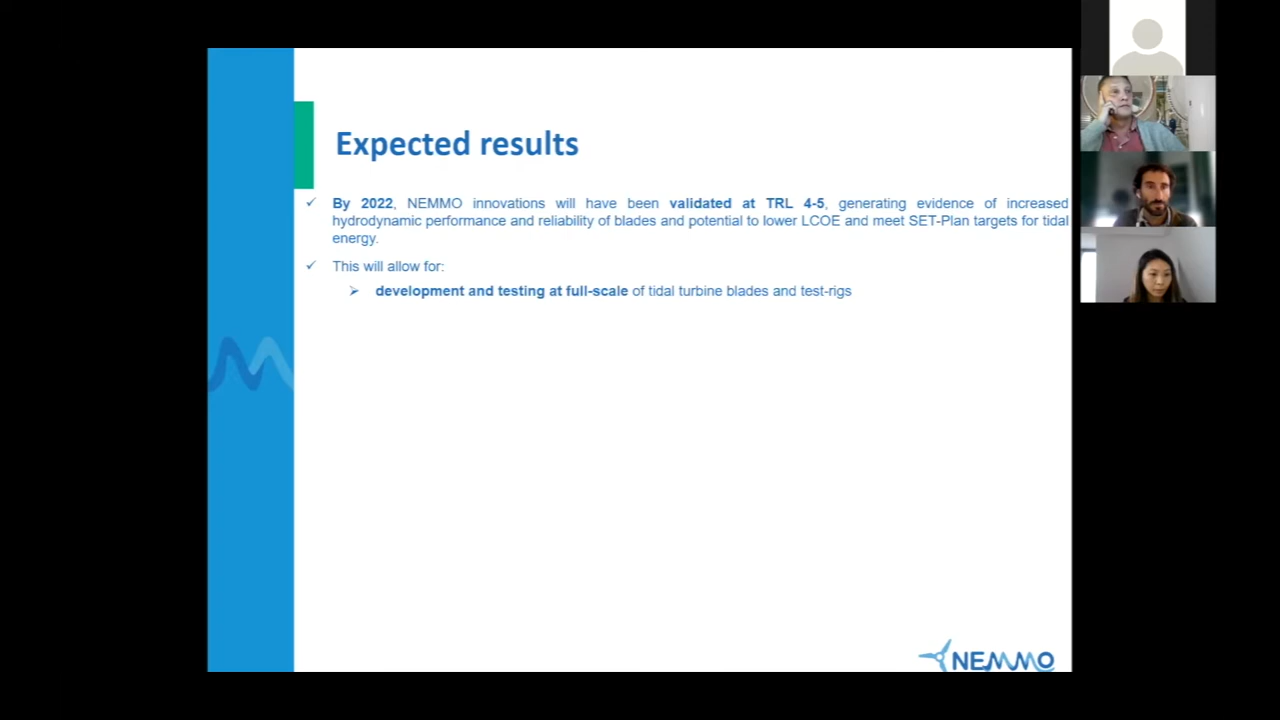 Expected results
✓ By 2022, NEMMO innovations will have been validated at TRL 4-5, generating evidence of increased
hydrodynamic performance and reliability of blades and potential to lower LCOE and meet SET-Plan targets for tidal
energy.
✓ This will allow for:
➢ development and testing at full-scale of tidal turbine blades and test-rigs
NEMMO